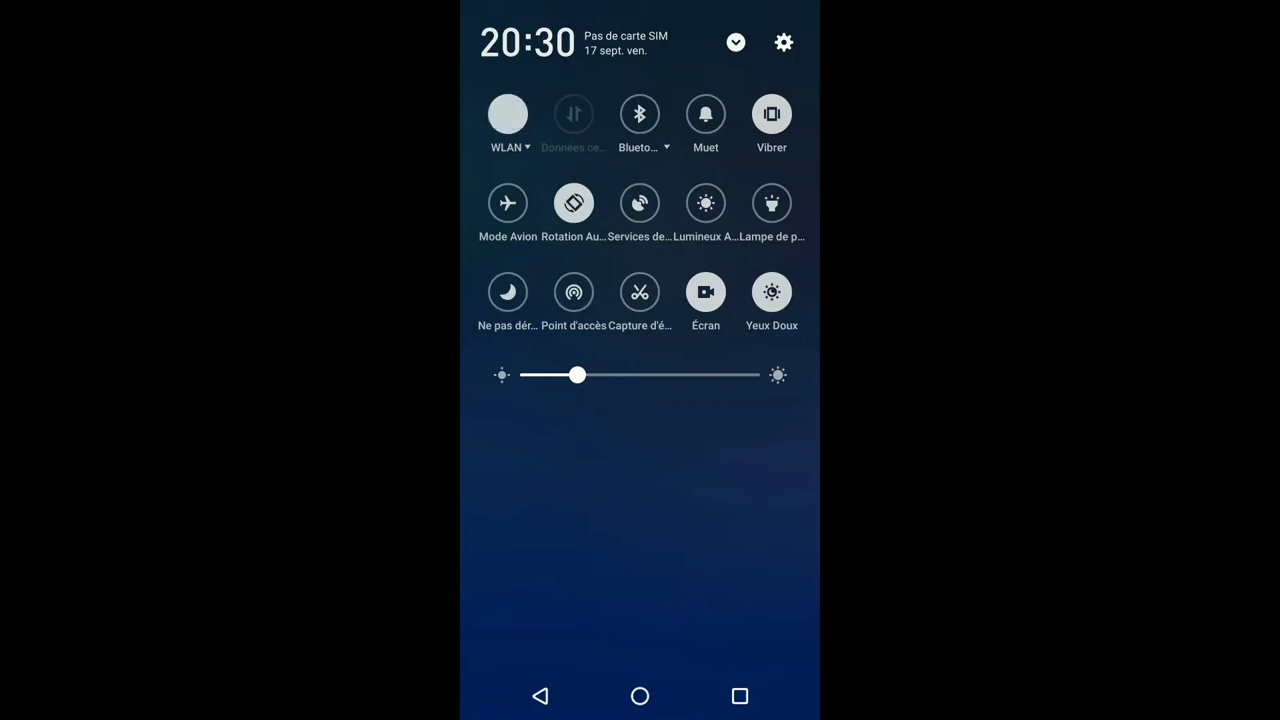 20:30
Pas de carte SIM
17 sept. ven.
WLAN
Données ce...
Blueto...
Muet
Vibrer
Mode Avion
Rotation Au...
Services de...
Lumineux A...
Lampe de p...
Ne pas dér...
Point d'accès
Capture d'é...
Écran
Yeux Doux